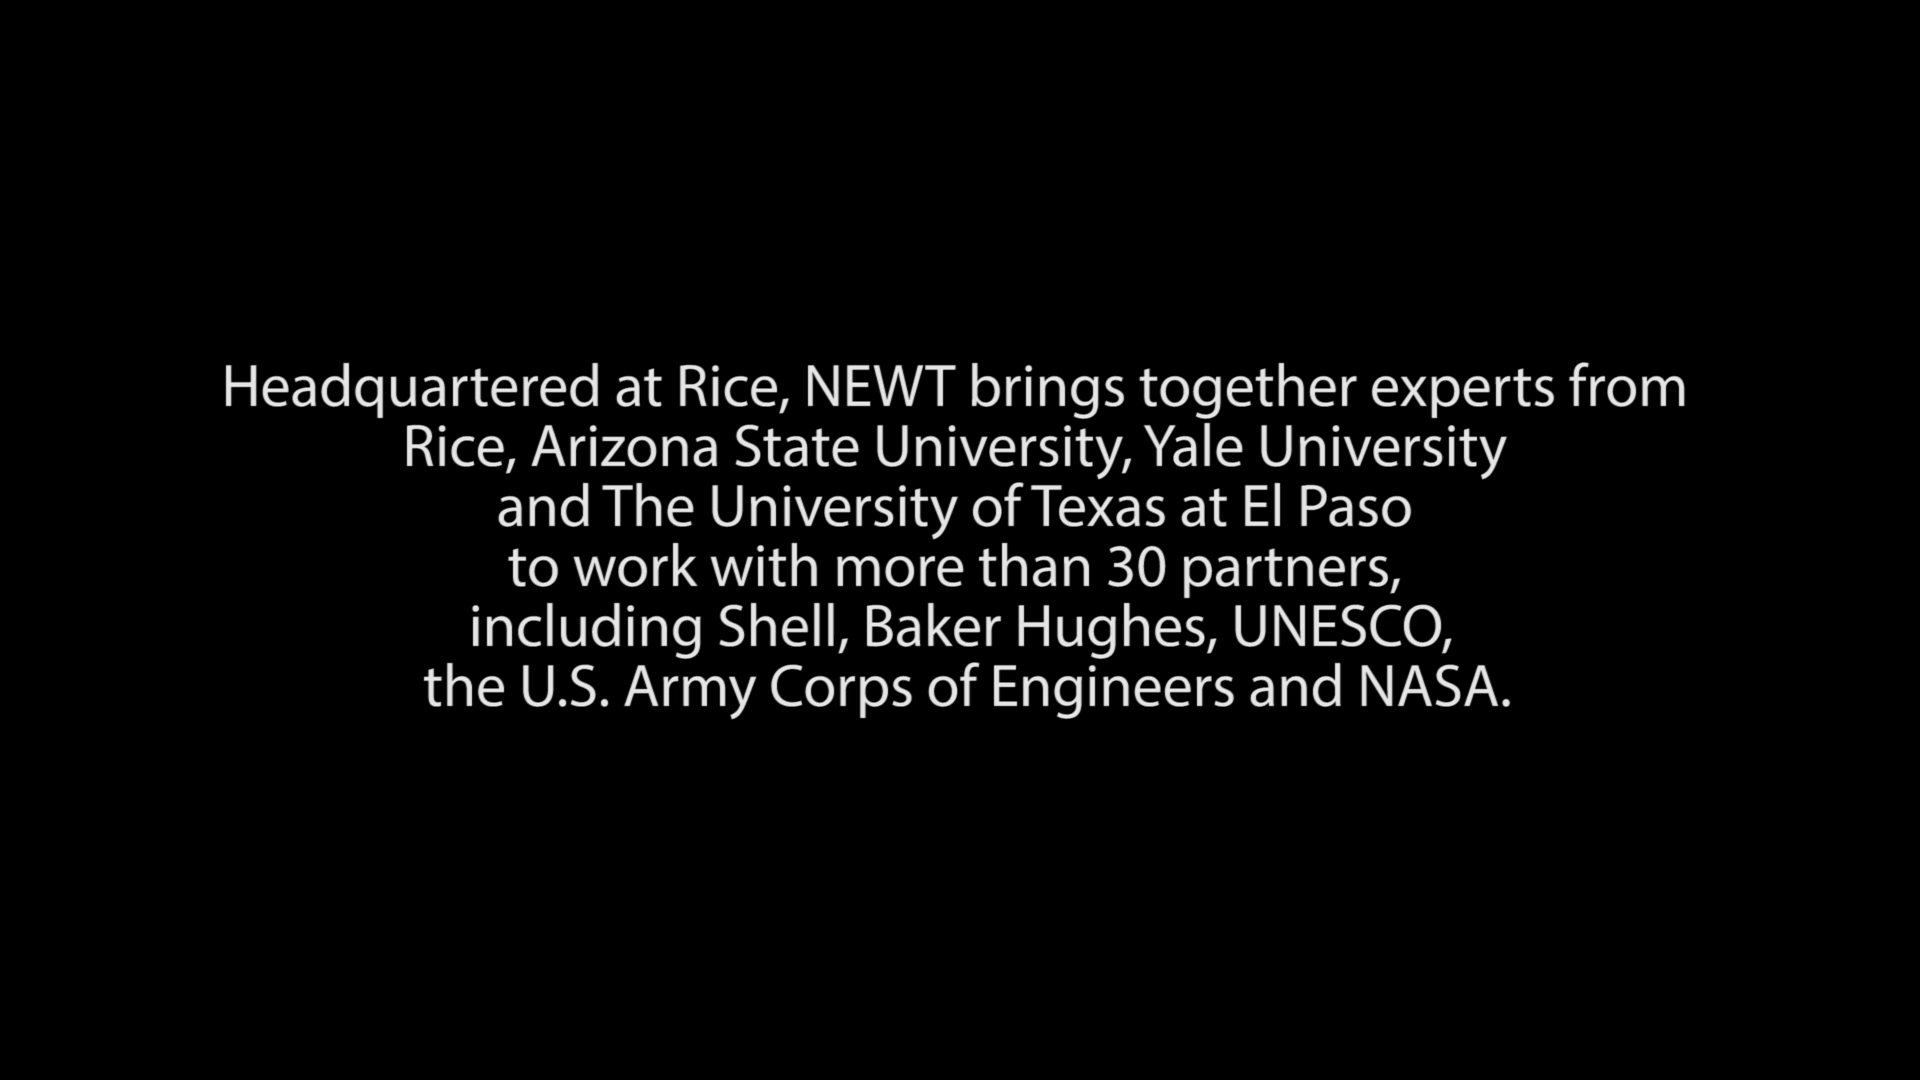 Headquartered at Rice, NEWT brings together experts from
Rice, Arizona State University, Yale University
and The University of Texas at El Paso
to work with more than 30 partners,
including Shell, Baker Hughes, UNESCO,
the U.S. Army Corps of Engineers and NASA.